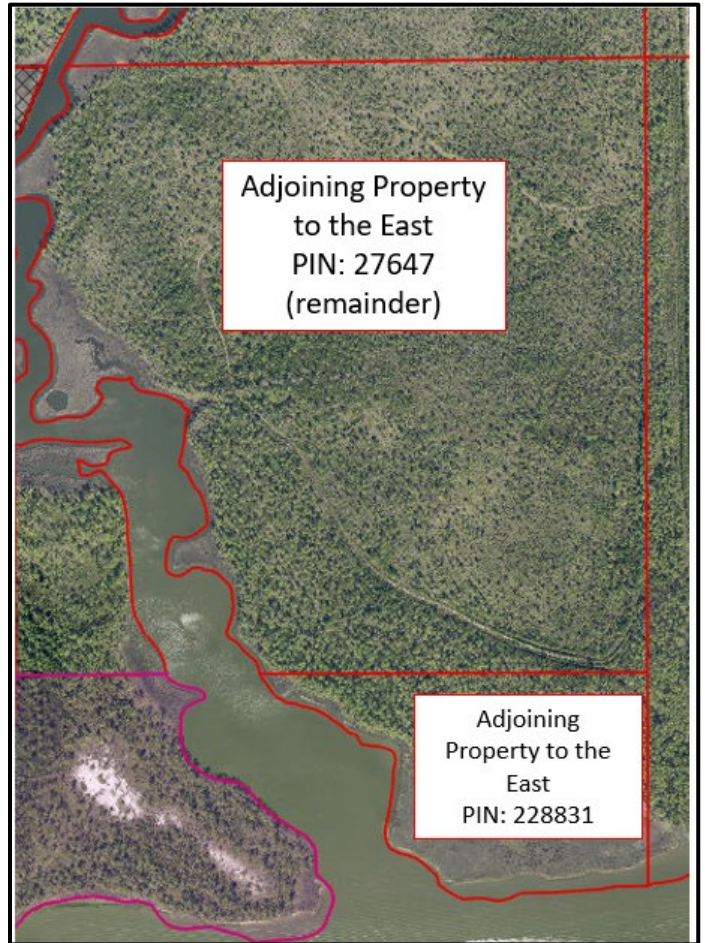 Adjoining Property
to the East
PIN: 27647
(remainder)
Adjoining
Property to the
East
PIN: 228831